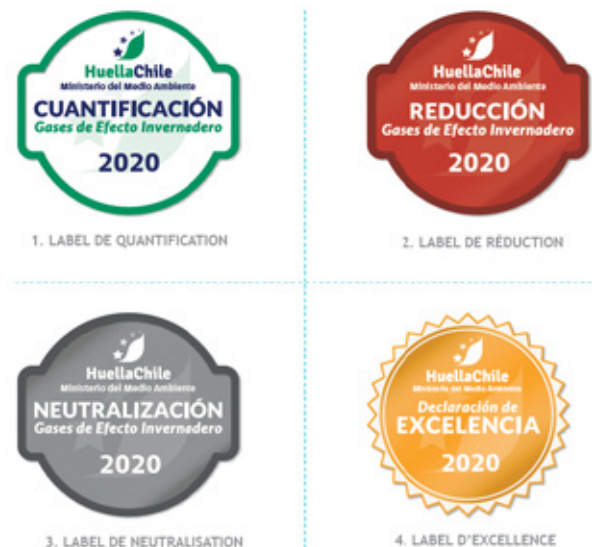 HuellaChile
Ministerio del Medio Ambiente
CUANTIFICACIÓN
Gases de Efecto Invernadero
2020
1. LABEL DE QUANTIFICATION
HuellaChile
Ministerio del Medio Ambiente
REDUCCIÓN
Gases de Efecto Invernadero
2020
2. LABEL DE RÉDUCTION
HuellaChile
Ministerio del Medio Ambiente
NEUTRALIZACIÓN
Gases de Efecto Invernadero
2020
3. LABEL DE NEUTRALISATION
HuellaChile
Ministerio del Medio Ambiente
Declaración de
EXCELENCIA
2020
4. LABEL D'EXCELLENCE